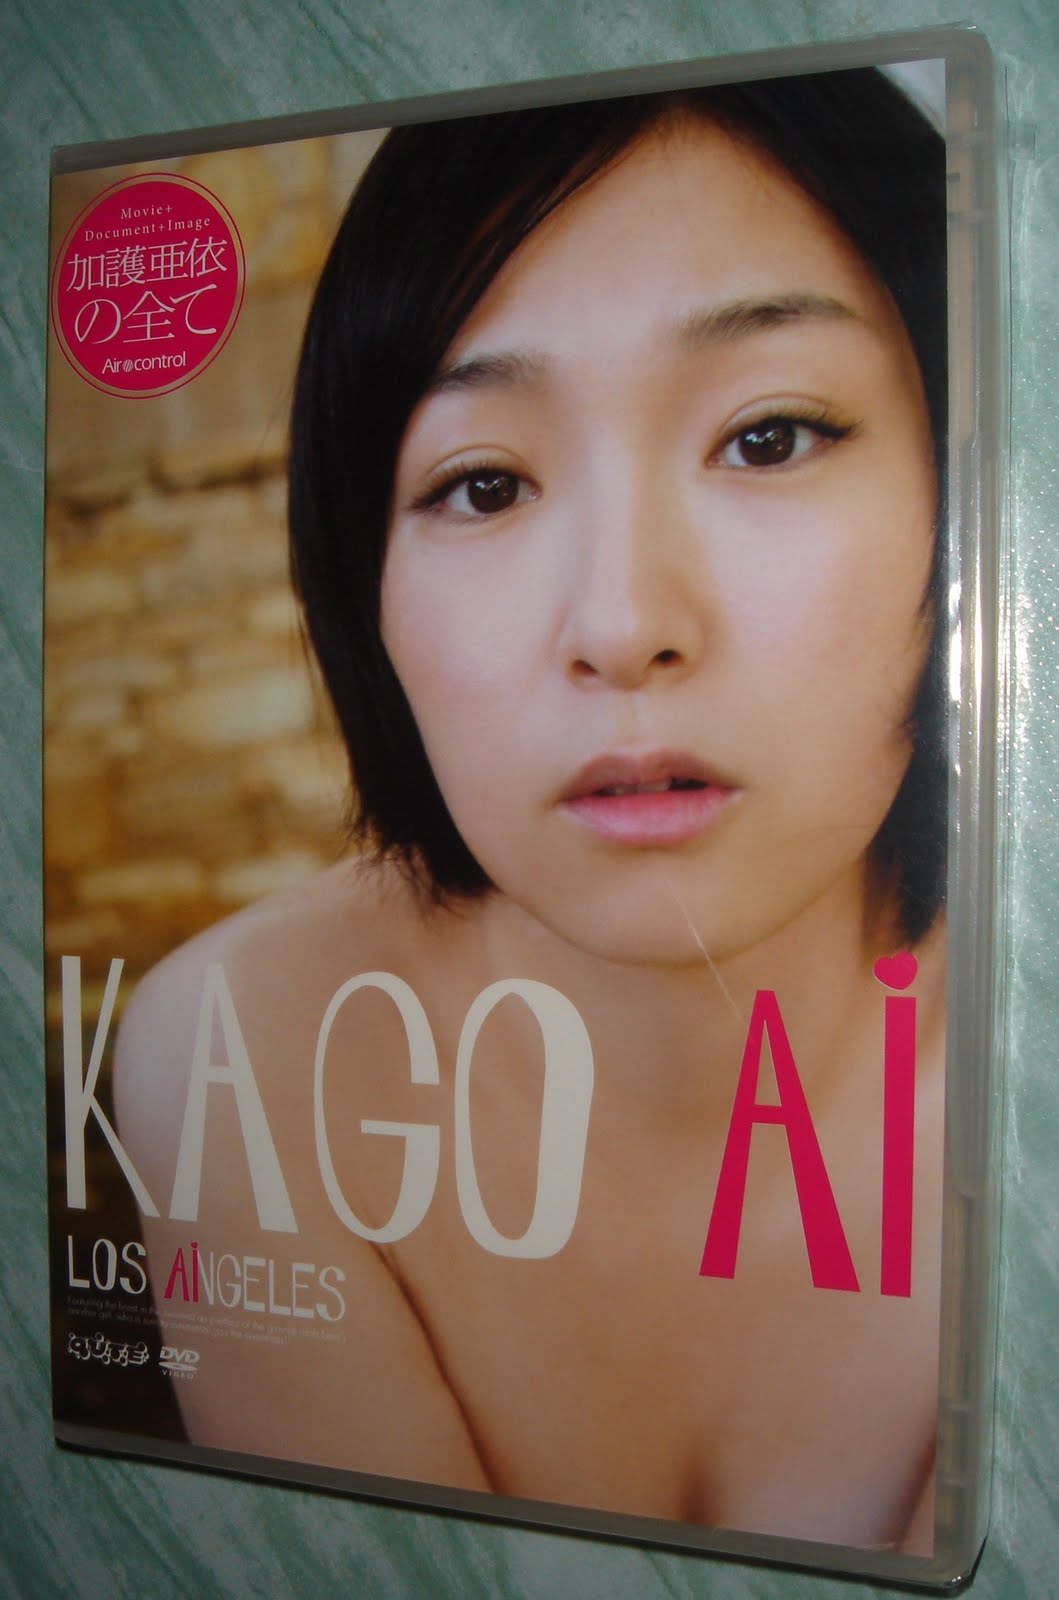 Movie+
Document+Image
加護亜依
の全て
Air control
KAGO Ai
LOS AiNGELES
DVD
VIDEO